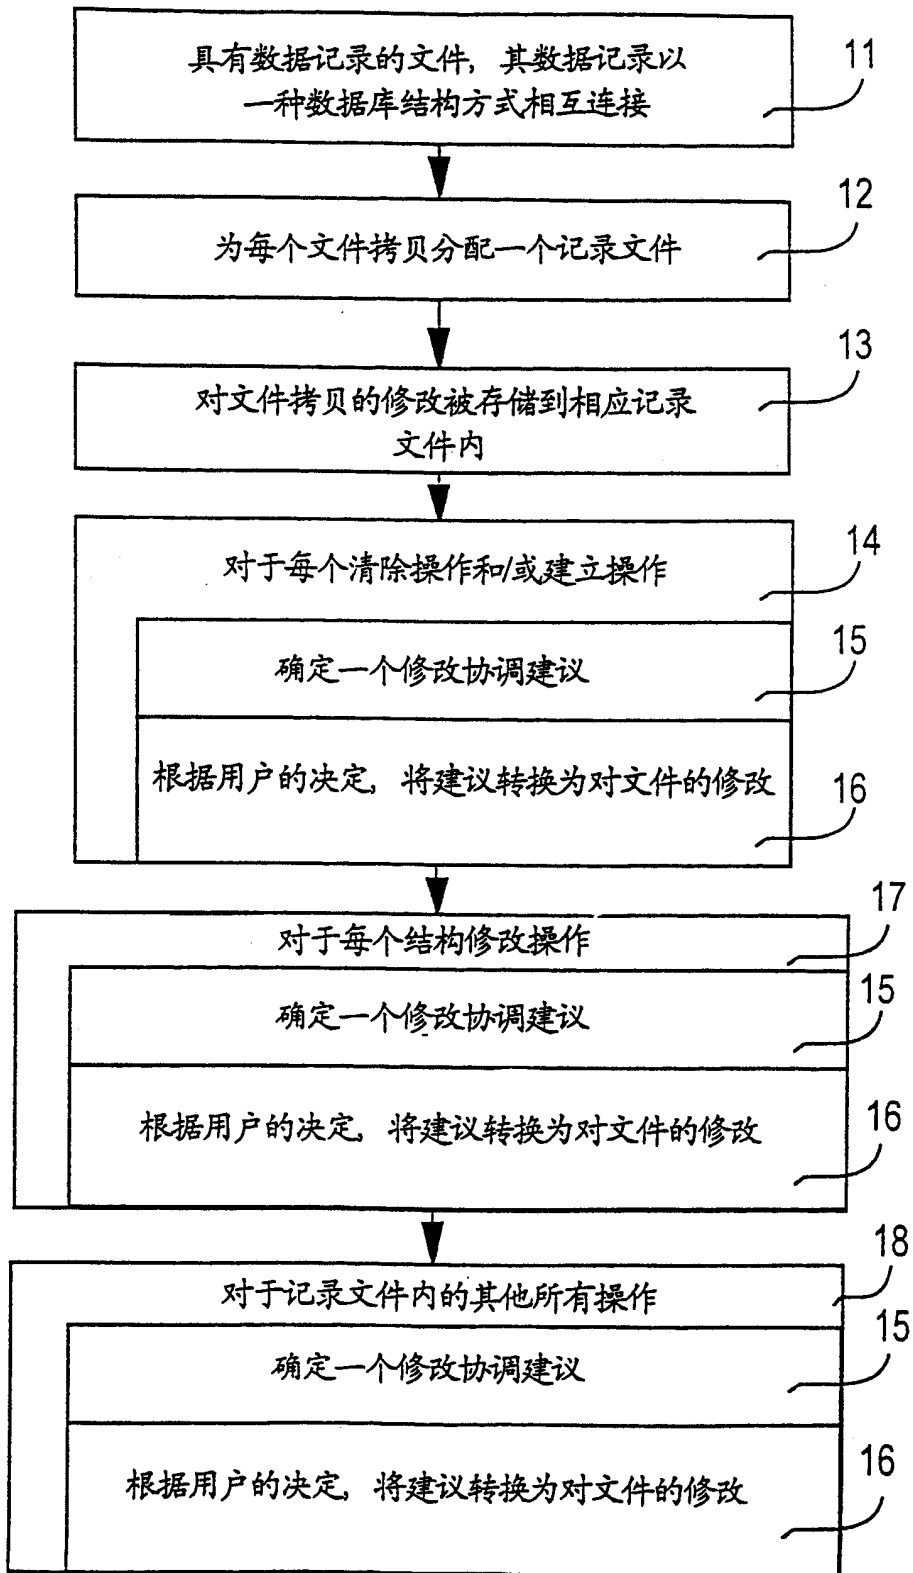 具有数据记录的文件, 其数据记录以
一种数据库结构方式相互连接
11
为每个文件拷贝分配一个记录文件
12
对文件拷贝的修改被存储到相应记录
文件内
13
对于每个清除操作和/或建立操作
14
确定一个修改协调建议
15
根据用户的决定, 将建议转换为对文件的修改
16
对于每个结构修改操作
17
确定一个修改协调建议
15
根据用户的决定, 将建议转换为对文件的修改
16
对于记录文件内的其他所有操作
18
确定一个修改协调建议
15
根据用户的决定, 将建议转换为对文件的修改
16